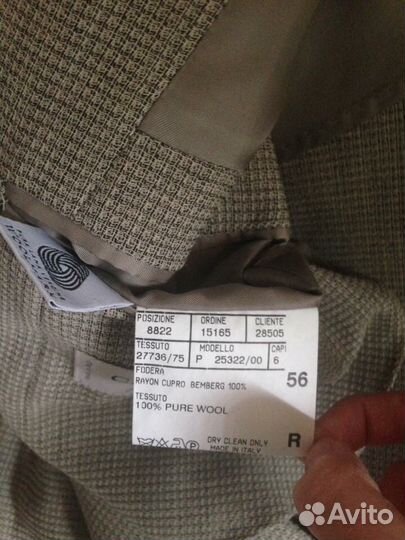 POSIZIONE ORDINE CLIENTE
8822 15165 28505
TESSUTO MODELLO CAPI
27736/75 P 25322/00 6
FODERA
RAYON CUPRO BEMBERG 100%
56
TESSUTO
100% PURE WOOL
DRY CLEAN ONLY
MADE IN ITALY
R
Avito